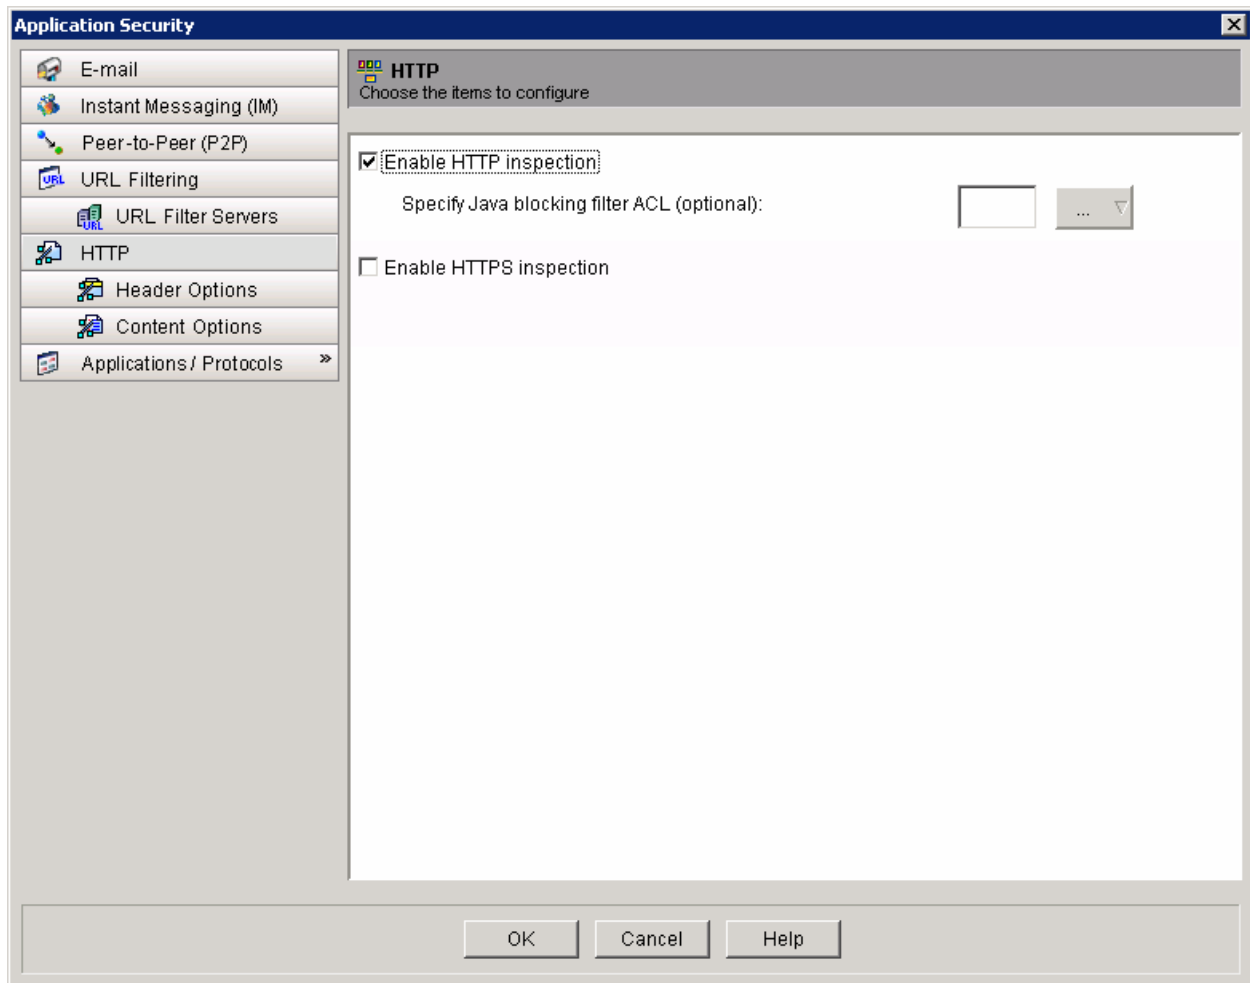 Application Security
E-mail
Instant Messaging (IM)
Peer-to-Peer (P2P)
URL
URL Filtering
URL
URL Filter Servers
HTTP
Header Options
Content Options
Applications / Protocols »
HTTP
Choose the items to configure
Enable HTTP inspection
Specify Java blocking filter ACL (optional):
...
Enable HTTPS inspection
OK
Cancel
Help